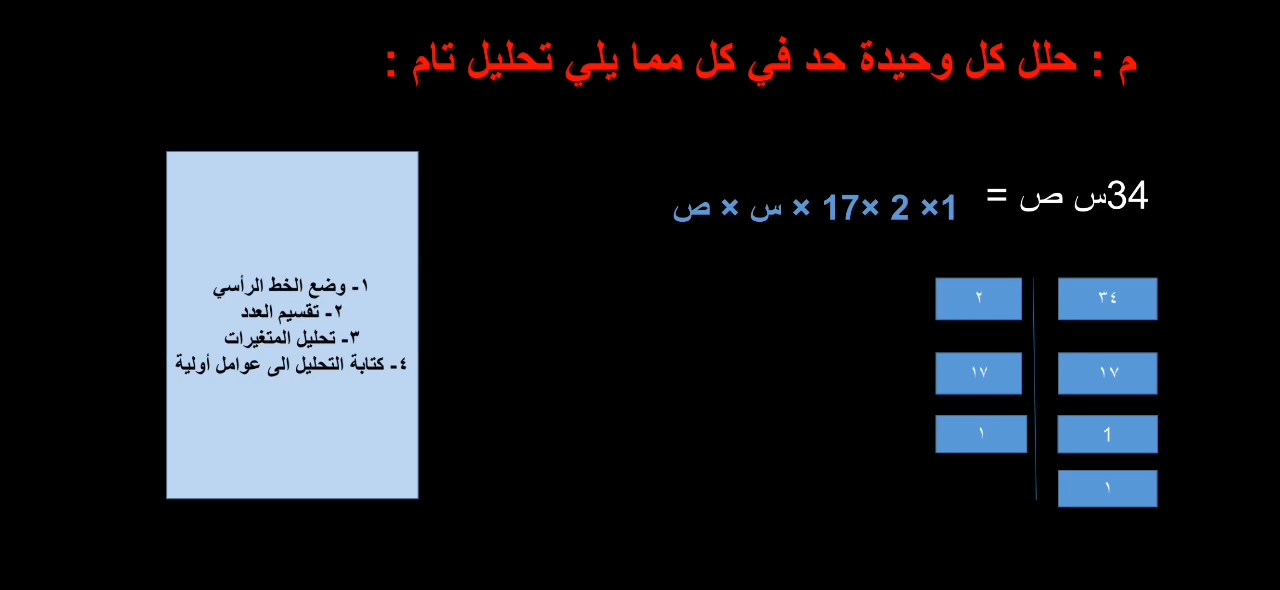 م : حلل كل وحيدة حد في كل مما يلي تحليل تام :
34س ص = 1× 2 ×17 × س × ص
٣٤ ٢
١٧ ١٧
1 ١
١
١- وضع الخط الرأسي
٢- تقسيم العدد
٣- تحليل المتغيرات
٤- كتابة التحليل الى عوامل أولية